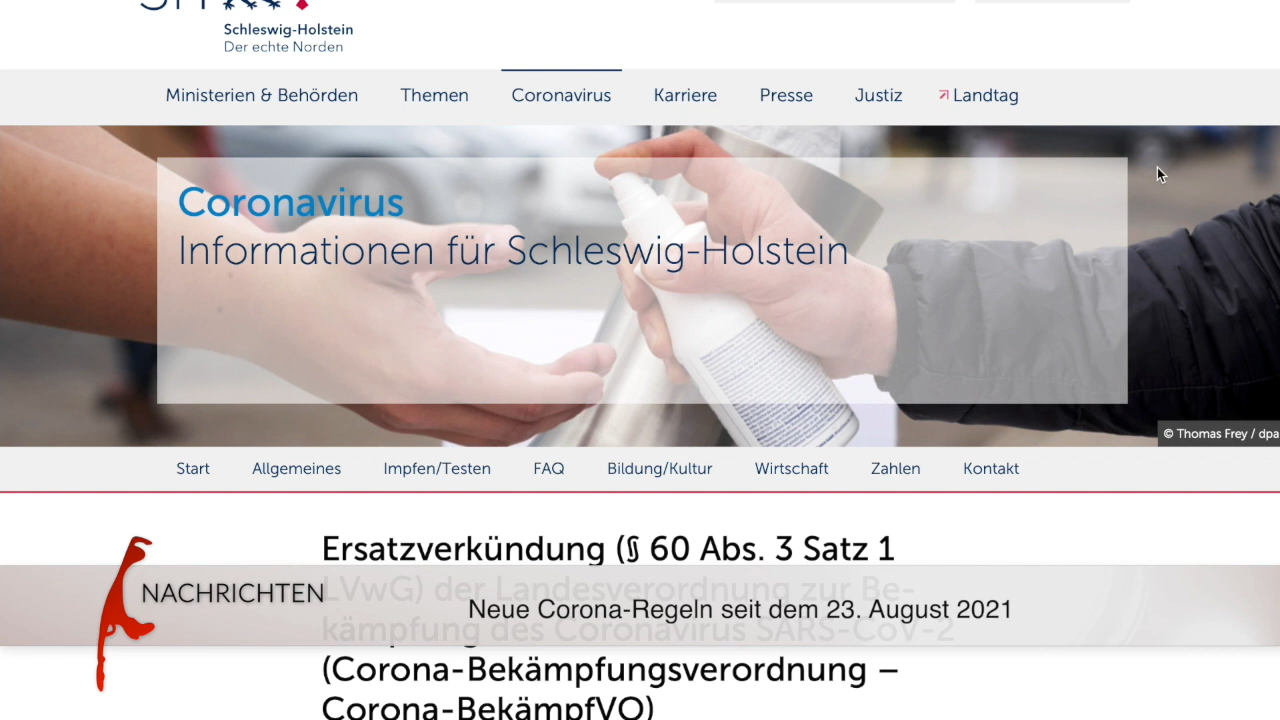 SH
Schleswig-Holstein
Der echte Norden
Ministerien & Behörden Themen Coronavirus Karriere Presse Justiz Landtag
Coronavirus
Informationen für Schleswig-Holstein
© Thomas Frey / dpa
Start Allgemeines Impfen/Testen FAQ Bildung/Kultur Wirtschaft Zahlen Kontakt
Ersatzverkündung (§ 60 Abs. 3 Satz 1
LVwG) der Landesverordnung zur Be-
kämpfung des Coronavirus SARS-CoV-2
(Corona-Bekämpfungsverordnung –
Corona-BekämpfVO)
NACHRICHTEN
Neue Corona-Regeln seit dem 23. August 2021